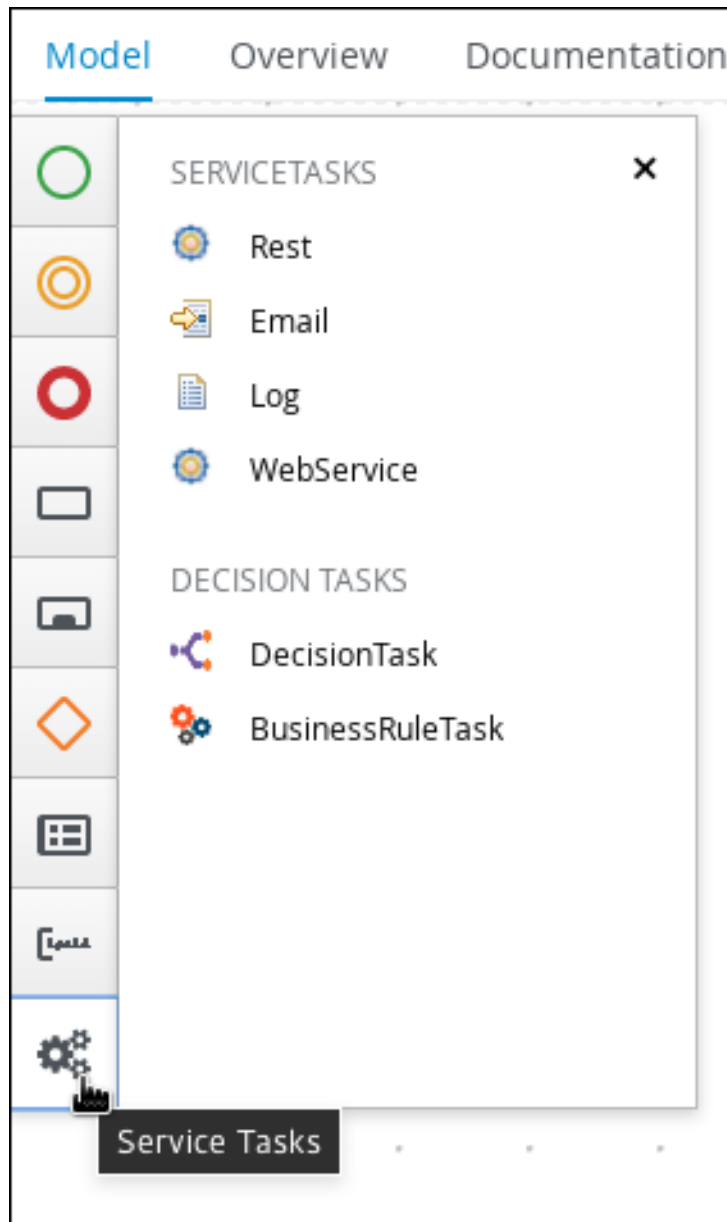 Model Overview Documentation
SERVICETASKS
Rest
Email
Log
WebService
DECISION TASKS
DecisionTask
BusinessRuleTask
Service Tasks